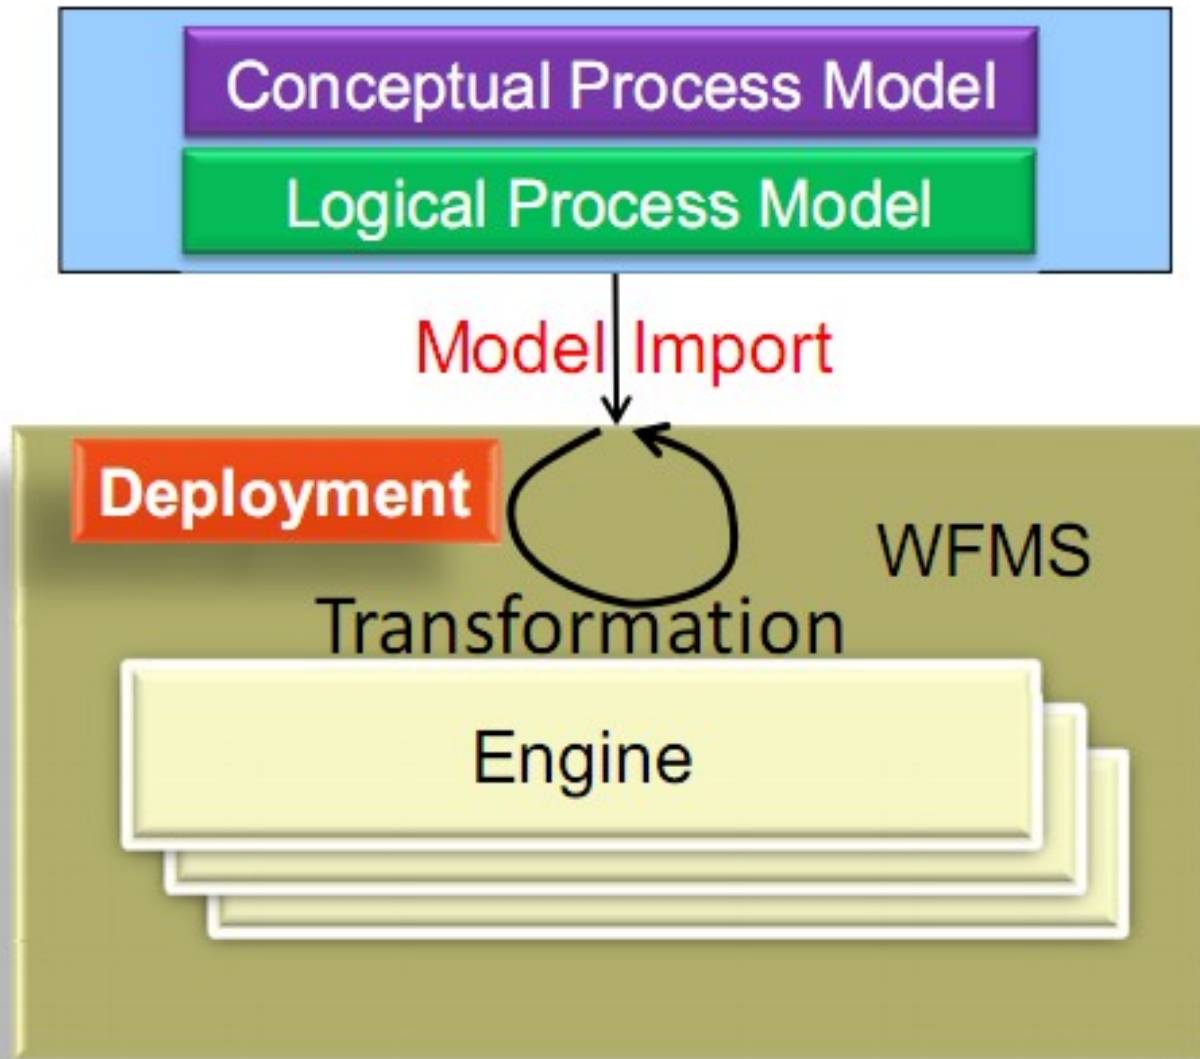 Conceptual Process Model
Logical Process Model
Model Import
Deployment
WFMS
Transformation
Engine